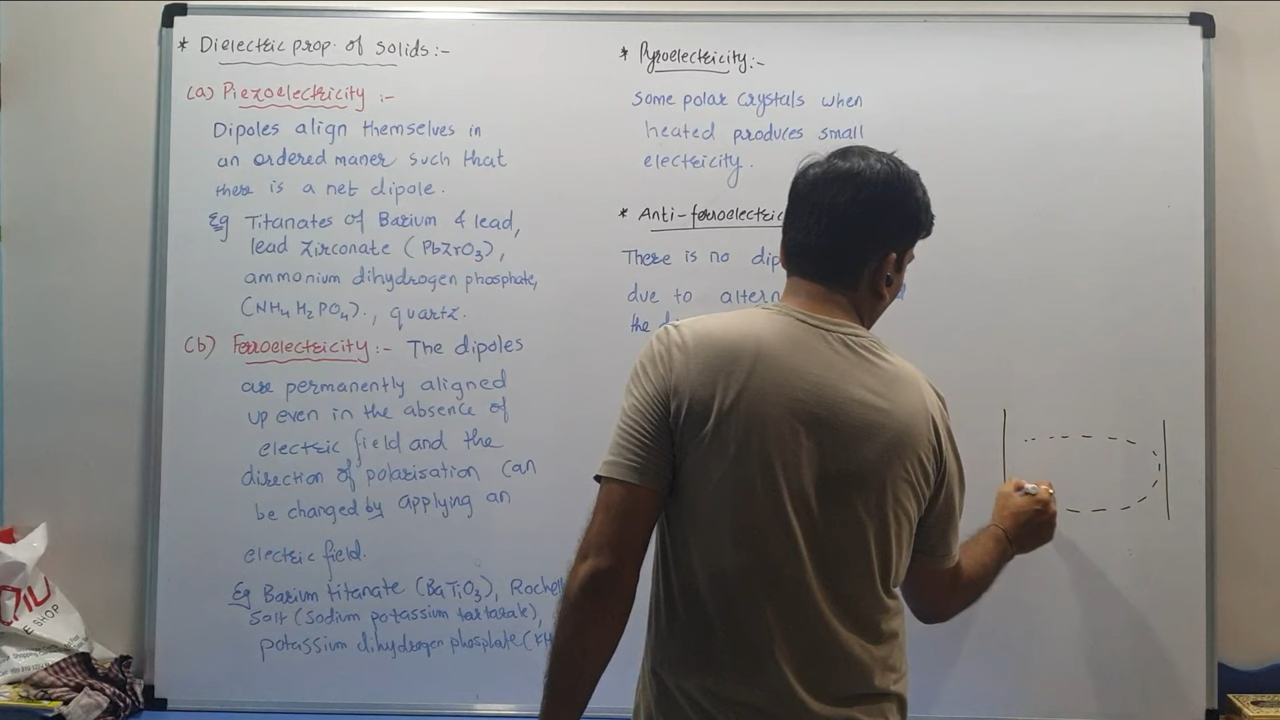 * Dielectric prop. of solids:-
(a) Piezoelectricity :-
Dipoles align themselves in
an ordered maner such that
there is a net dipole.
Eg Titanates of Barium & lead,
lead Zirconate (PbZrO3),
ammonium dihydrogen phosphate,
(NH4 H2PO4)., quartz.
(b) Ferroelectricity:- The dipoles
are permanently aligned
up even in the absence of
electric field and the
direction of polarisation can
be changed by applying an
electric field.
Eg Barium titanate (BaTiO3), Rochell
Salt (Sodium potassium tartarate),
potassium dihydrogen phosphate (KH
* Pyroelectricity:-
Some polar crystals when
heated produces small
electricity.
* Anti-ferroelectric
There is no dip
due to altern
the
E SHOP